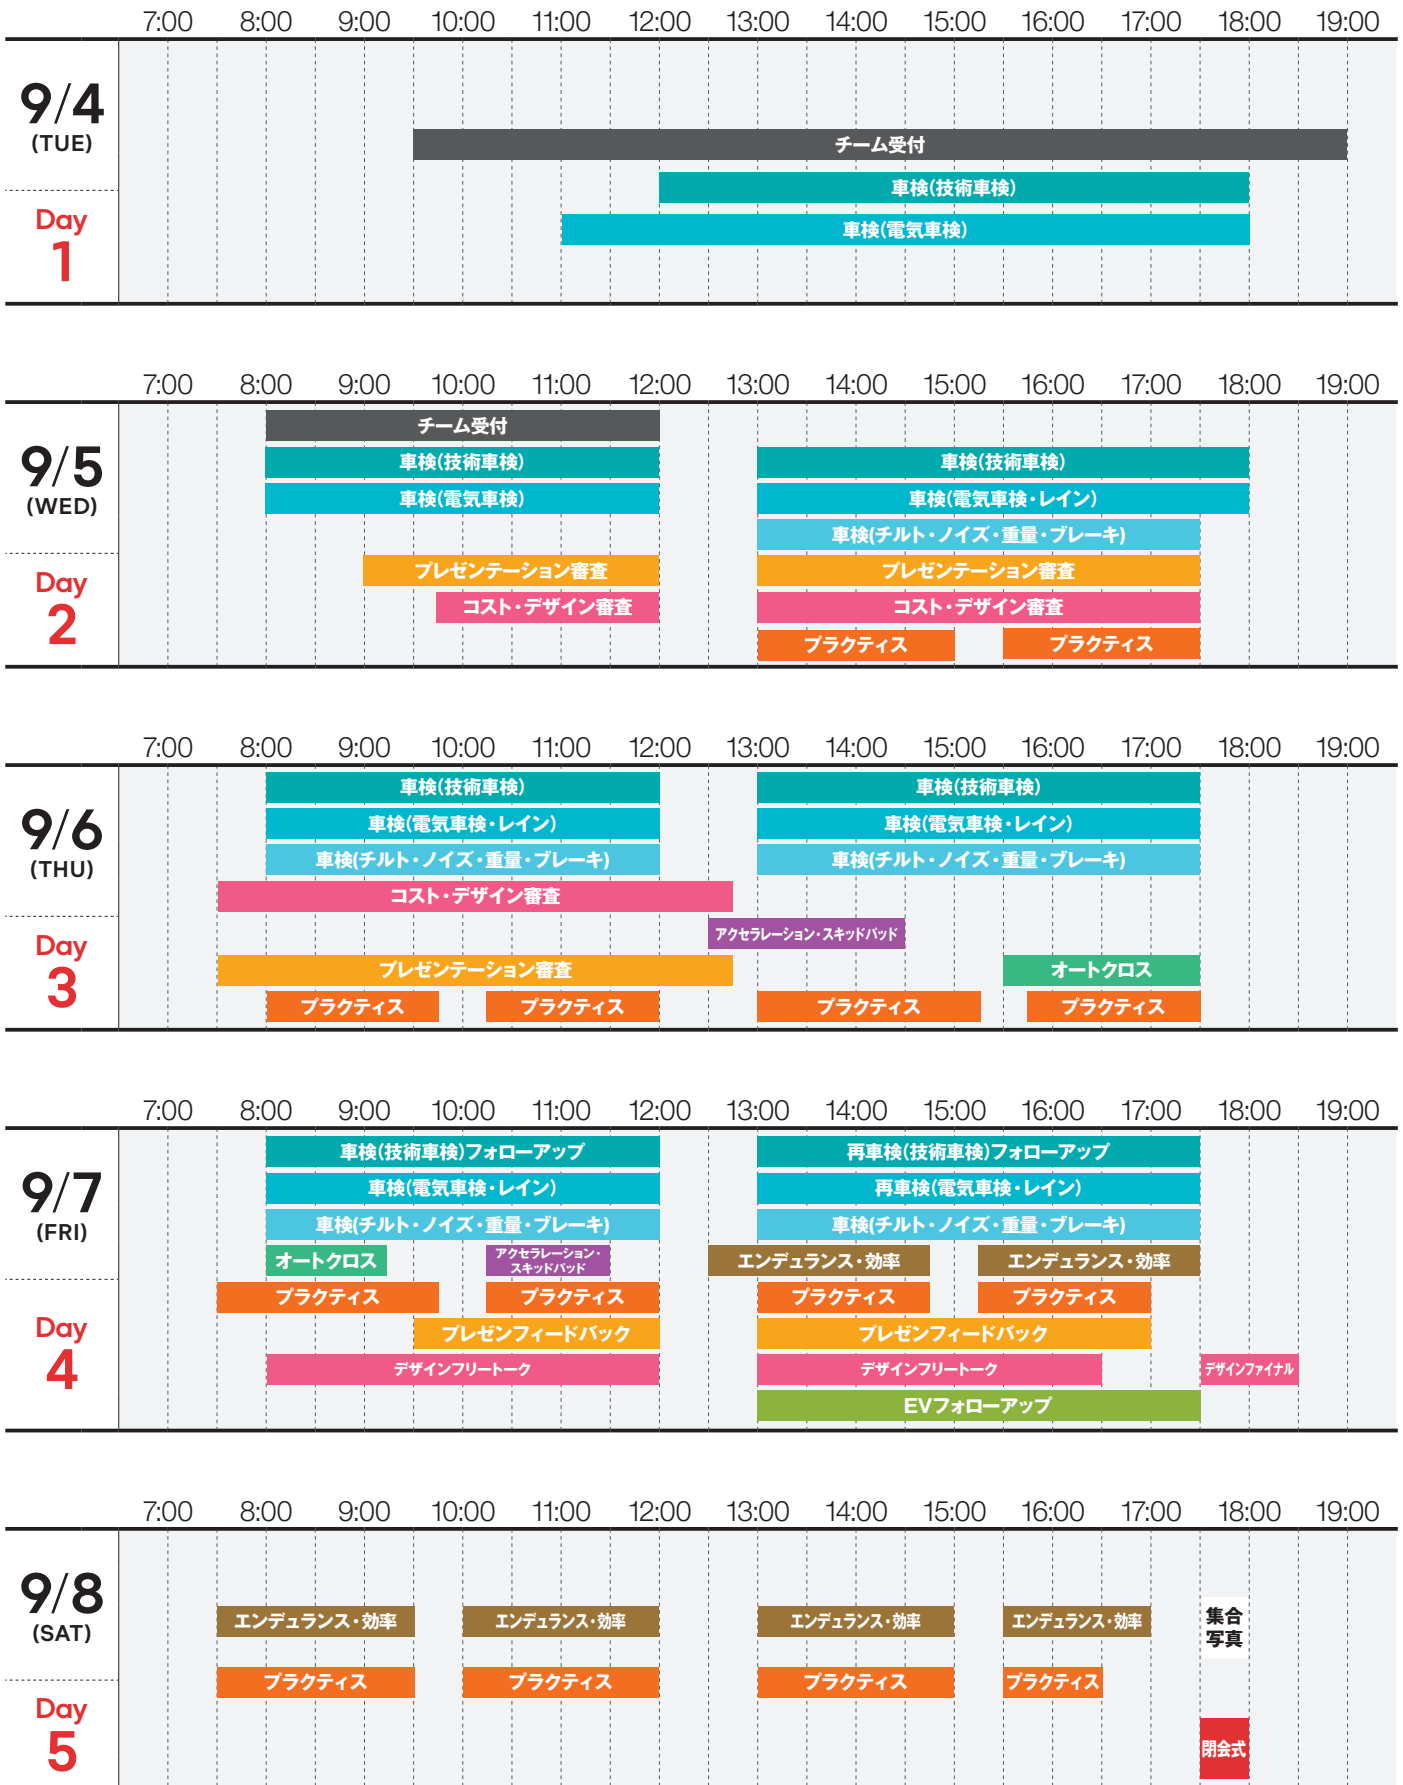 7:00 8:00 9:00 10:00 11:00 12:00 13:00 14:00 15:00 16:00 17:00 18:00 19:00
9/4
(TUE)
Day
1
チーム受付
車検(技術車検)
車検(電気車検)
7:00 8:00 9:00 10:00 11:00 12:00 13:00 14:00 15:00 16:00 17:00 18:00 19:00
9/5
(WED)
Day
2
チーム受付
車検(技術車検) 車検(技術車検)
車検(電気車検) 車検(電気車検・レイン)
車検(チルト・ノイズ・重量・ブレーキ)
プレゼンテーション審査 プレゼンテーション審査
コスト・デザイン審査 コスト・デザイン審査
プラクティス プラクティス
7:00 8:00 9:00 10:00 11:00 12:00 13:00 14:00 15:00 16:00 17:00 18:00 19:00
9/6
(THU)
Day
3
車検(技術車検) 車検(技術車検)
車検(電気車検・レイン) 車検(電気車検・レイン)
車検(チルト・ノイズ・重量・ブレーキ) 車検(チルト・ノイズ・重量・ブレーキ)
コスト・デザイン審査
アクセラレーション・スキッドパッド
プレゼンテーション審査 オートクロス
プラクティス プラクティス プラクティス プラクティス
7:00 8:00 9:00 10:00 11:00 12:00 13:00 14:00 15:00 16:00 17:00 18:00 19:00
9/7
(FRI)
Day
4
車検(技術車検)フォローアップ 再車検(技術車検)フォローアップ
車検(電気車検・レイン) 再車検(電気車検・レイン)
車検(チルト・ノイズ・重量・ブレーキ) 車検(チルト・ノイズ・重量・ブレーキ)
オートクロス アクセラレーション・
スキッドパッド エンデュランス・効率 エンデュランス・効率
プラクティス プラクティス プラクティス プラクティス
プレゼンフィードバック プレゼンフィードバック
デザインフリートーク デザインフリートーク デザインファイナル
EVフォローアップ
7:00 8:00 9:00 10:00 11:00 12:00 13:00 14:00 15:00 16:00 17:00 18:00 19:00
9/8
(SAT)
Day
5
エンデュランス・効率 エンデュランス・効率 エンデュランス・効率 エンデュランス・効率
集合
写真
プラクティス プラクティス プラクティス プラクティス
閉会式